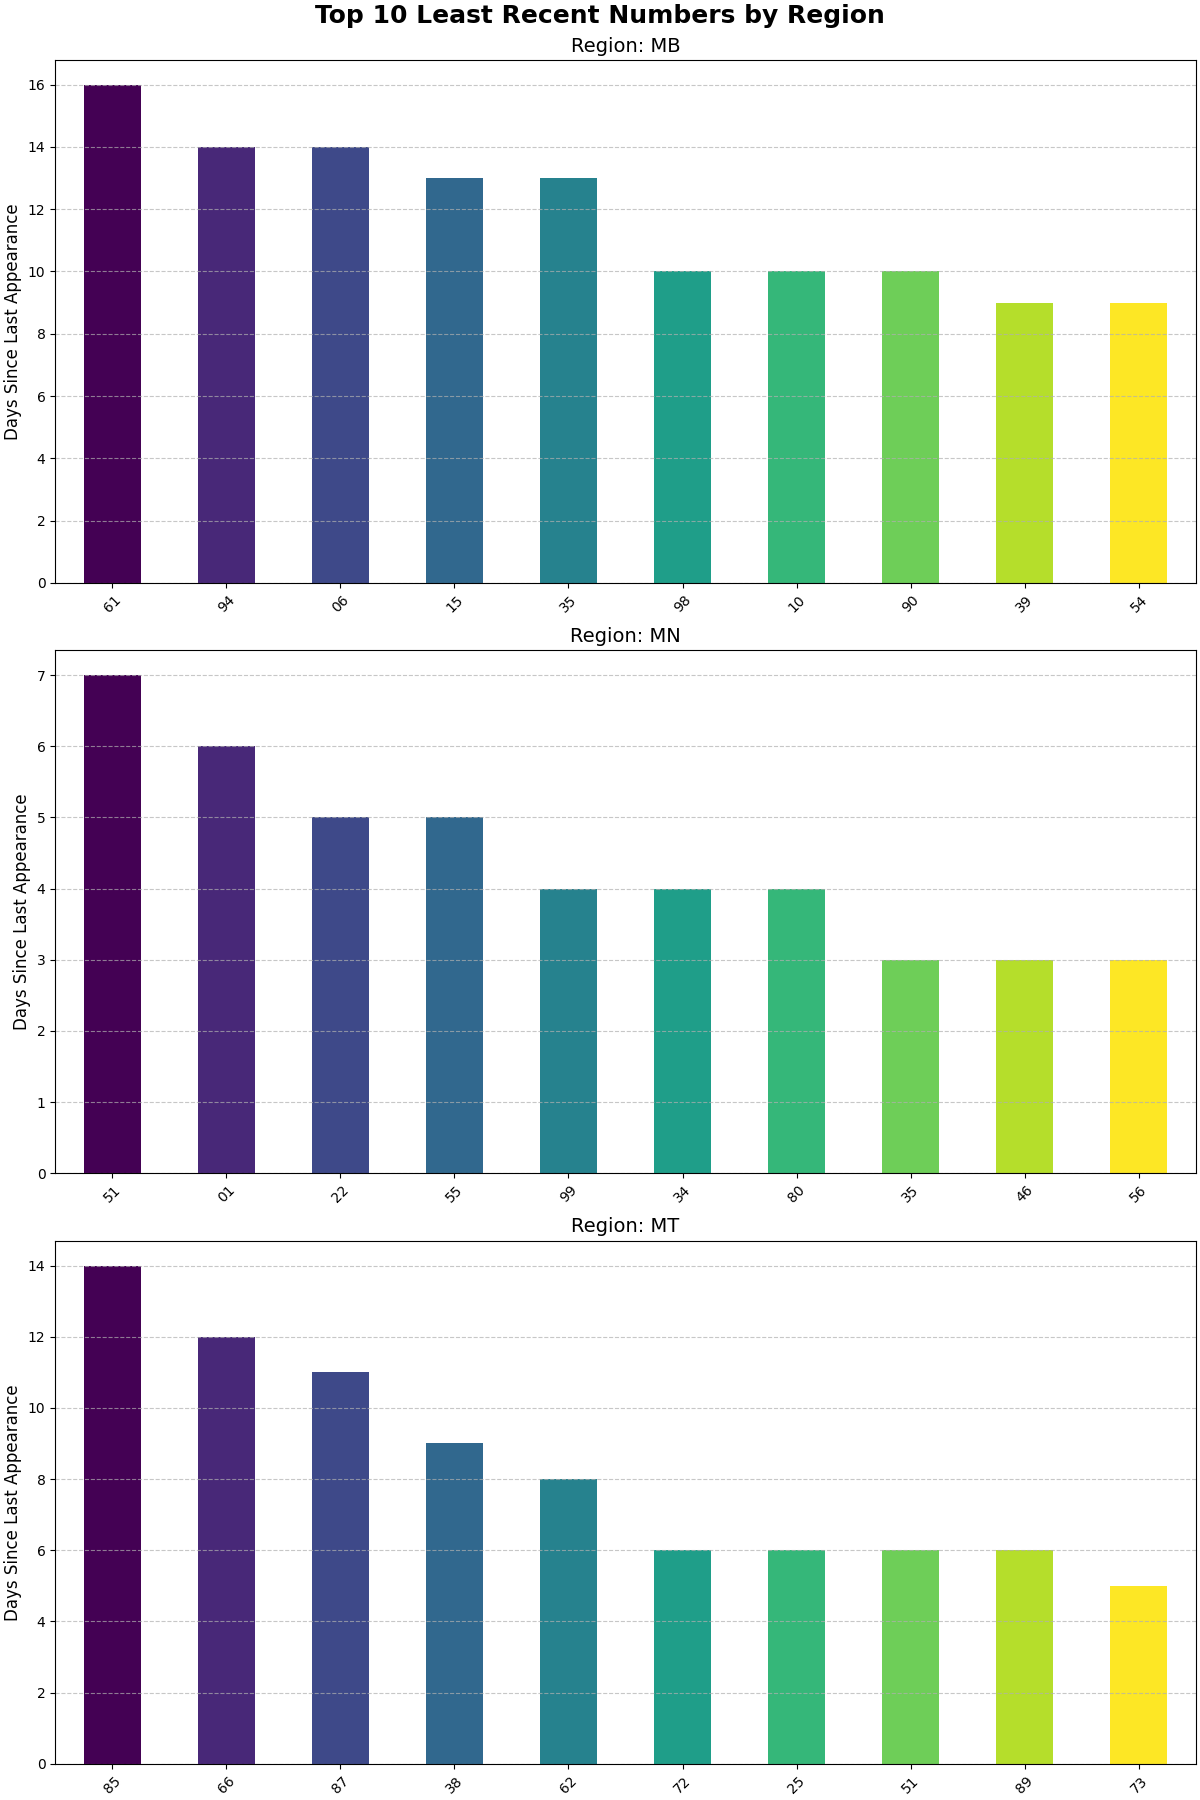 Top 10 Least Recent Numbers by Region
Region: MB
Days Since Last Appearance
16
14
12
10
8
6
4
2
0
61 94 06 15 35 98 10 90 39 54
Region: MN
Days Since Last Appearance
7
6
5
4
3
2
1
0
51 01 22 55 99 34 80 35 46 56
Region: MT
Days Since Last Appearance
14
12
10
8
6
4
2
0
85 66 87 38 62 72 25 51 89 73